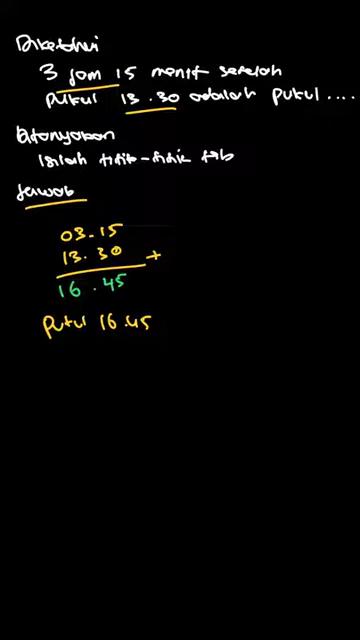 Diketahui
3 jam 15 menit setelah
pukul 13.30 adalah pukul ....
Ditanyakan
Isilah titik-titik tsb
Jawab
03.15
13.30 +
16.45
pukul 16.45